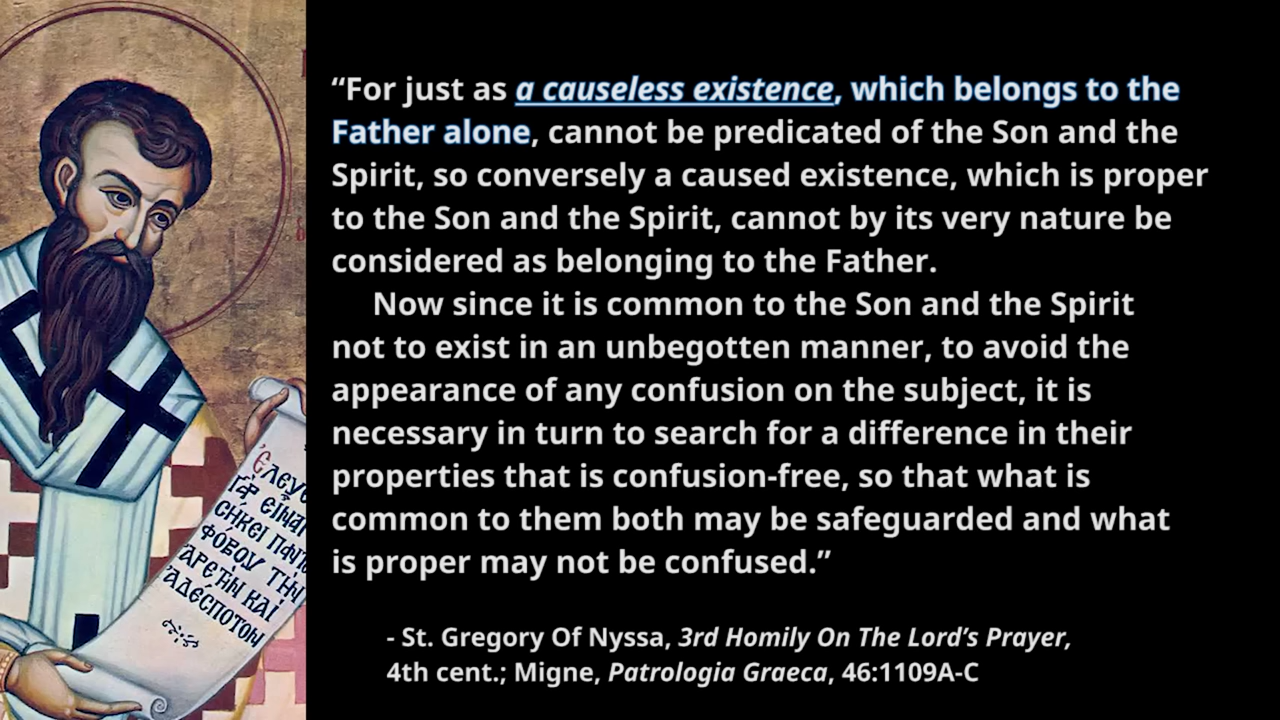 “For just as a causeless existence, which belongs to the
Father alone, cannot be predicated of the Son and the
Spirit, so conversely a caused existence, which is proper
to the Son and the Spirit, cannot by its very nature be
considered as belonging to the Father.
Now since it is common to the Son and the Spirit
not to exist in an unbegotten manner, to avoid the
appearance of any confusion on the subject, it is
necessary in turn to search for a difference in their
properties that is confusion-free, so that what is
common to them both may be safeguarded and what
is proper may not be confused.”
- St. Gregory Of Nyssa, 3rd Homily On The Lord’s Prayer,
4th cent.; Migne, Patrologia Graeca, 46:1109A-C
ΦΌΒΟΥ ΤΗΝ
ἈΡΕΤῊΝ ΚΑῚ
ἈΔΈΣΠΟΤΟΝ